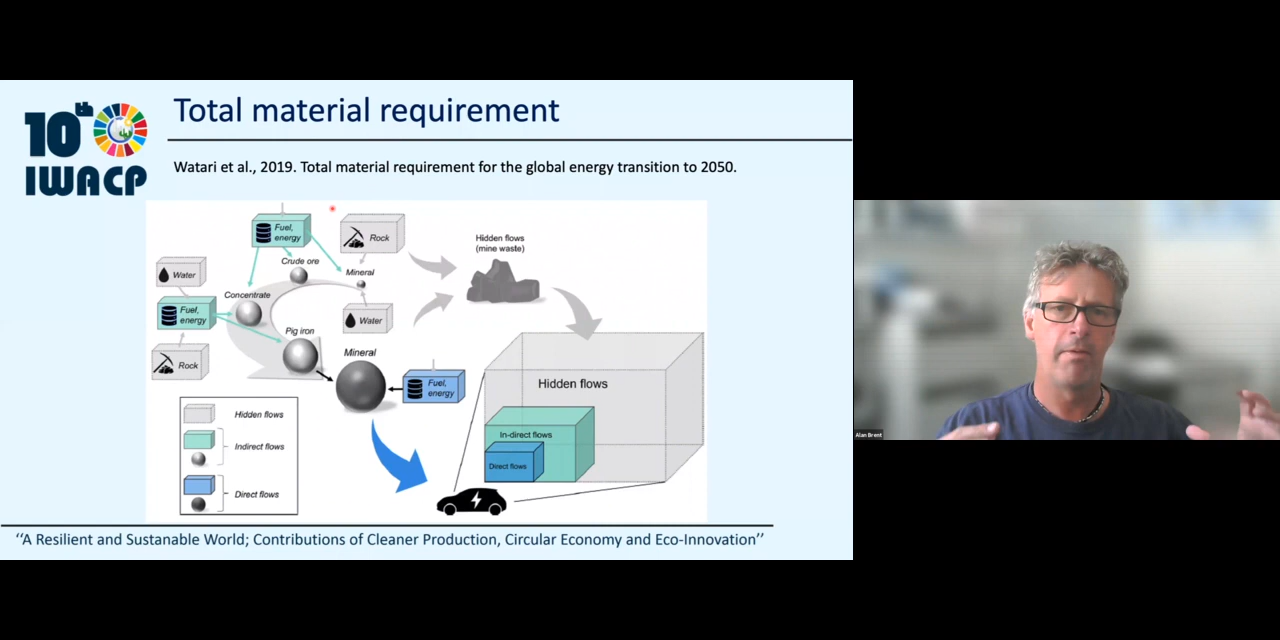 10th
IWACP
Total material requirement
Watari et al., 2019. Total material requirement for the global energy transition to 2050.
Fuel,
energy
Rock
Hidden flows
(mine waste)
Crude ore
Water
Mineral
Concentrate
Fuel,
energy
Water
Pig iron
Rock
Mineral
Fuel,
energy
Hidden flows
In-direct flows
Direct flows
Hidden flows
Indirect flows
Direct flows
Alan Brent
‘‘A Resilient and Sustanable World; Contributions of Cleaner Production, Circular Economy and Eco-Innovation’’